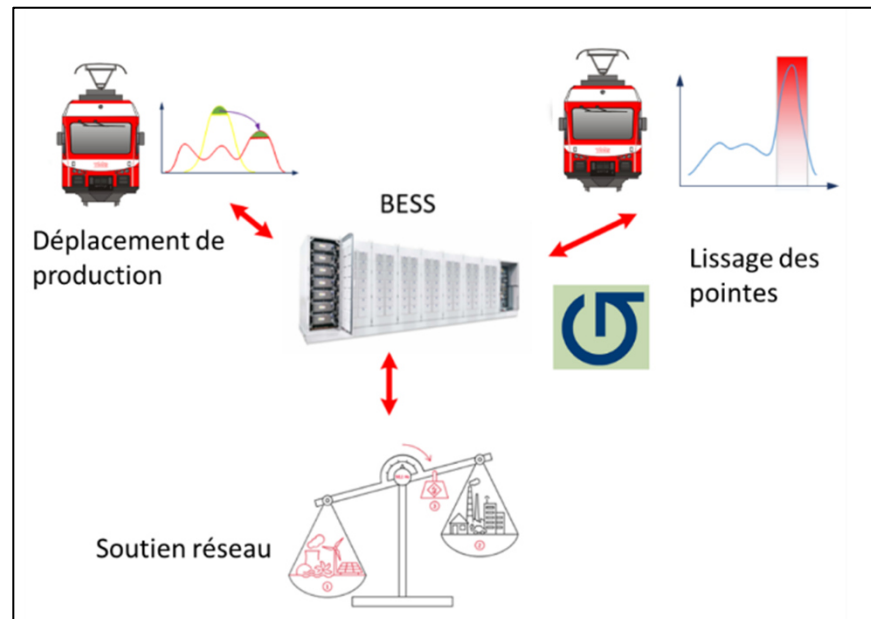 BESS
Déplacement de
production
Lissage des
pointes
Soutien réseau